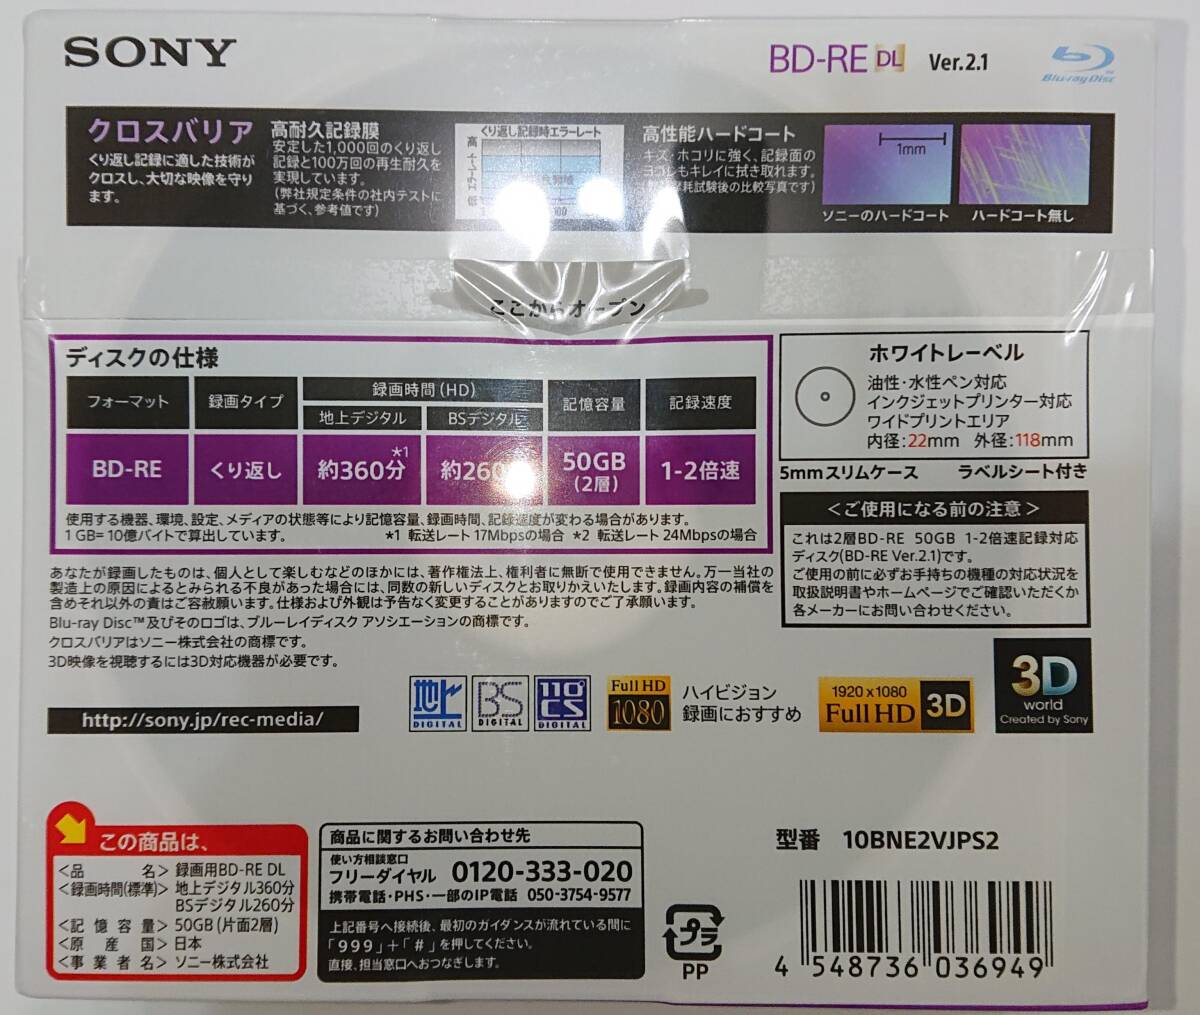 SONY
BD-RE DL Ver.2.1
Blu-ray Disc
クロスバリア
くり返し記録に適した技術が
クロスし、大切な映像を守り
ます。
高耐久記録膜
安定した1,000回のくり返し
記録と100万回の再生耐久を
実現しています。
(弊社規定条件の社内テストに
基づく、参考値です)
くり返し記録時エラーレート
高
低
高性能ハードコート
キズ・ホコリに強く、記録面の
ヨゴレもキレイに拭き取れます。
耗試験後の比較写真です)
1mm
ソニーのハードコート
ハードコート無し
ここからオープン
ディスクの仕様
フォーマット 録画タイプ 録画時間(HD) 記憶容量 記録速度
地上デジタル BSデジタル
BD-RE くり返し 約360分*1 約260 50GB(2層) 1-2倍速
使用する機器、環境、設定、メディアの状態等により記憶容量、録画時間、記録速度が変わる場合があります。
1 GB= 10億バイトで算出しています。 *1 転送レート17Mbpsの場合 *2 転送レート24Mbpsの場合
ホワイトレーベル
油性・水性ペン対応
インクジェットプリンター対応
ワイドプリントエリア
内径:22mm 外径:118mm
5mmスリムケース ラベルシート付き
＜ご使用になる前の注意＞
これは2層BD-RE 50GB 1-2倍速記録対応
ディスク(BD-RE Ver.2.1)です。
ご使用の前に必ずお手持ちの機種の対応状況を
取扱説明書やホームページでご確認いただくか
各メーカーにお問い合わせください。
あなたが録画したものは、個人として楽しむなどのほかには、著作権法上、権利者に無断で使用できません。万一当社の
製造上の原因によるとみられる不良があった場合には、同数の新しいディスクとお取りかえいたします。録画内容の補償を
含めそれ以外の責はご容赦願います。仕様および外観は予告なく変更することがありますのでご了承願います。
Blu-ray Disc™及びそのロゴは、ブルーレイディスク アソシエーションの商標です。
クロスバリアはソニー株式会社の商標です。
3D映像を視聴するには3D対応機器が必要です。
http://sony.jp/rec-media/
地上 DIGITAL
BS DIGITAL
110 CS DIGITAL
Full HD 1080
ハイビジョン
録画におすすめ
1920 x 1080
Full HD 3D
3D
world
Created by Sony
この商品は、
＜品名＞録画用BD-RE DL
＜録画時間(標準)＞地上デジタル360分
BSデジタル260分
＜記憶容量＞50GB (片面2層)
＜原産国＞日本
＜事業者名＞ソニー株式会社
商品に関するお問い合わせ先
使い方相談窓口
フリーダイヤル 0120-333-020
携帯電話・PHS・一部のIP電話 050-3754-9577
上記番号へ接続後、最初のガイダンスが流れている間に
「999」+「#」を押してください。
直接、担当窓口へおつなぎします。
プラ
PP
型番 10BNE2VJPS2
4 548736 036949